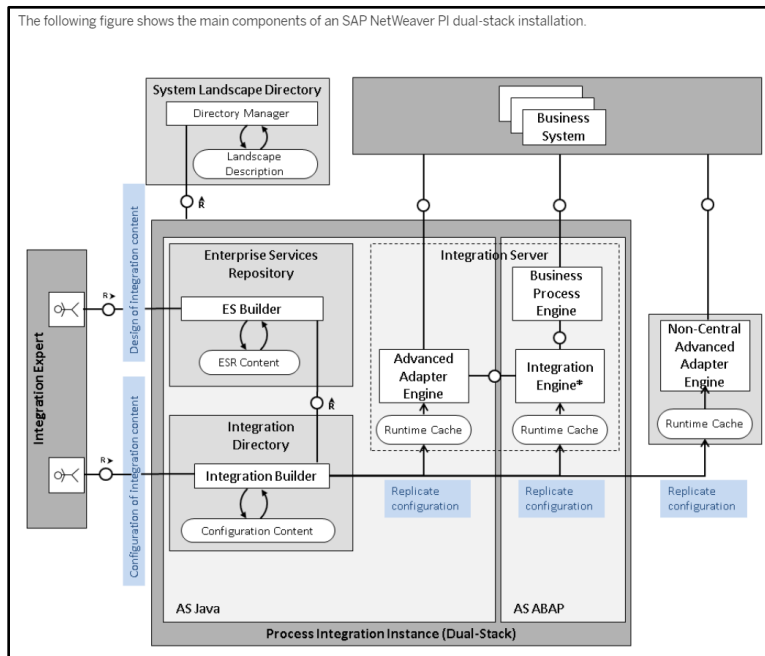 The following figure shows the main components of an SAP NetWeaver PI dual-stack installation.
System Landscape Directory
Directory Manager
Landscape
Description
R
Business
System
Design of Integration content
Configuration of Integration content
Integration Expert
R
R
Enterprise Services
Repository
ES Builder
ESR Content
R
Integration
Directory
Integration Builder
Configuration Content
Integration Server
Business
Process
Engine
Advanced
Adapter
Engine
Integration
Engine*
Runtime Cache
Runtime Cache
Non-Central
Advanced
Adapter
Engine
Runtime Cache
Replicate
configuration
Replicate
configuration
Replicate
configuration
AS Java
AS ABAP
Process Integration Instance (Dual-Stack)